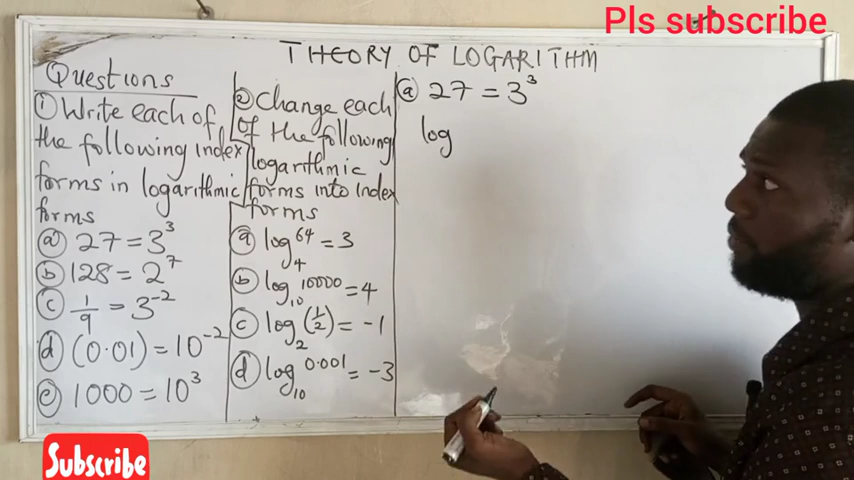 Pls subscribe
THEORY OF LOGARITHM
Questions
① Write each of
the following index
forms in logarithmic
forms
ⓐ 27 = 3³
ⓑ 128 = 2⁷
ⓒ 1/9 = 3⁻²
ⓓ (0.01) = 10⁻²
ⓔ 1000 = 10³
② Change each
of the following
logarithmic
forms into index
forms
ⓐ log₄ 64 = 3
ⓑ log₁₀ 10000 = 4
ⓒ log₂ (1/2) = -1
ⓓ log₁₀ 0.001 = -3
ⓐ 27 = 3³
log
Subscribe